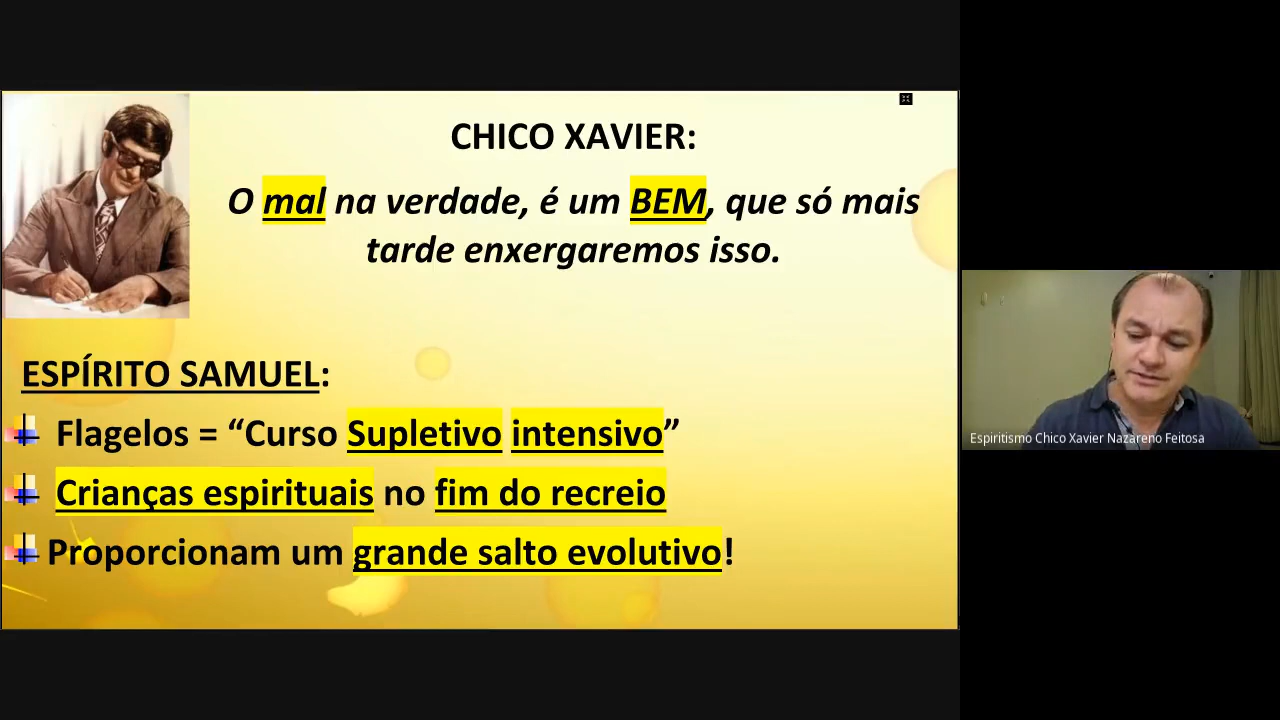 CHICO XAVIER:
O mal na verdade, é um BEM, que só mais
tarde enxergaremos isso.
ESPÍRITO SAMUEL:
Flagelos = “Curso Supletivo intensivo”
Crianças espirituais no fim do recreio
Proporcionam um grande salto evolutivo!
Espiritismo Chico Xavier Nazareno Feitosa